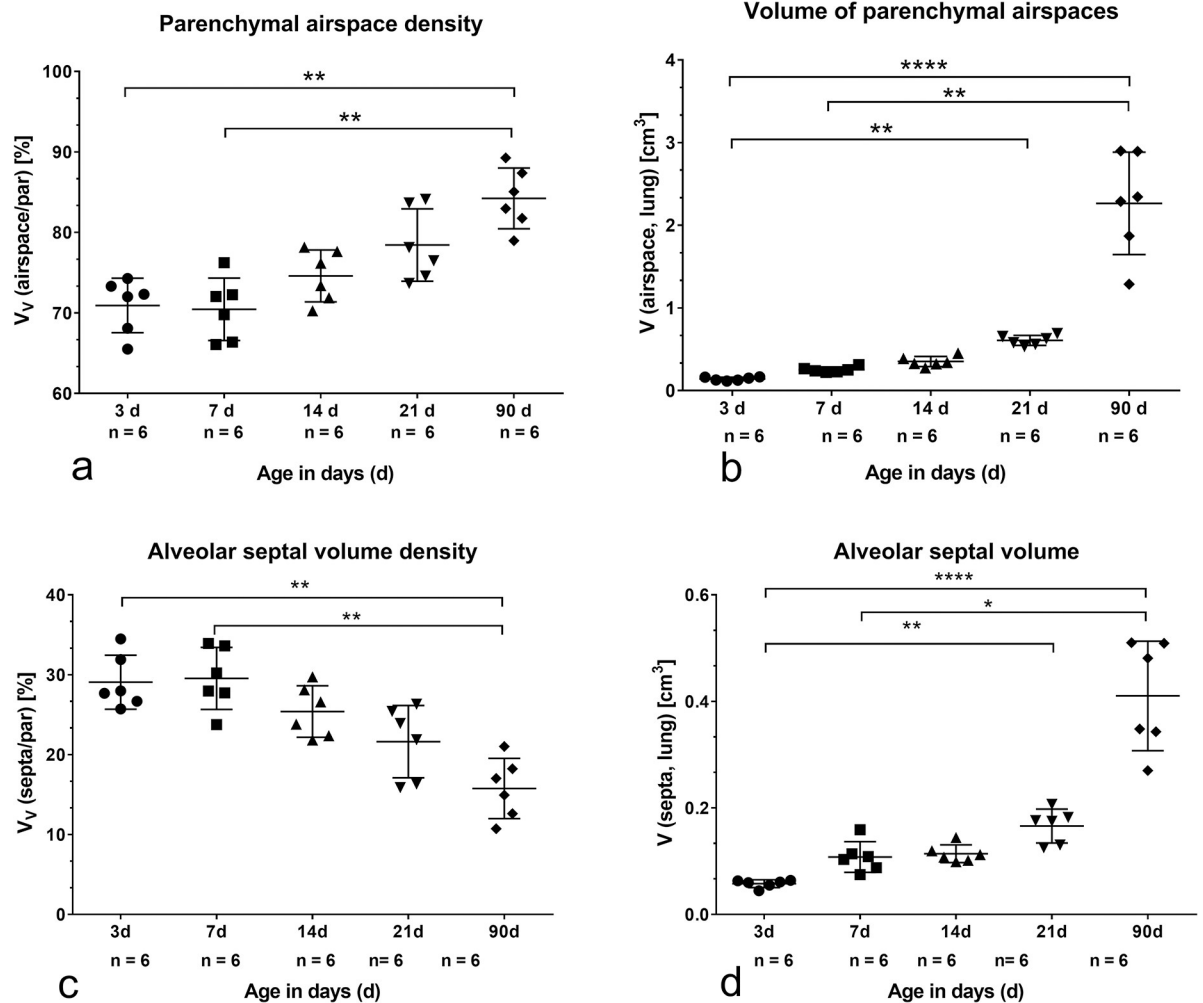 Parenchymal airspace density
**
**
100
90
80
70
60
V_V (airspace/par) [%]
3 d 7 d 14 d 21 d 90 d
n = 6 n = 6 n = 6 n = 6 n = 6
a
Age in days (d)
Volume of parenchymal airspaces
****
**
**
4
3
2
1
0
V (airspace, lung) [cm³]
3 d 7 d 14 d 21 d 90 d
n = 6 n = 6 n = 6 n = 6 n = 6
b
Age in days (d)
Alveolar septal volume density
**
**
40
30
20
10
0
V_V (septa/par) [%]
3d 7d 14d 21d 90d
n = 6 n = 6 n = 6 n= 6 n = 6
c
Age in days (d)
Alveolar septal volume
****
*
**
0.6
0.4
0.2
0.0
V (septa, lung) [cm³]
3d 7d 14d 21d 90d
n = 6 n = 6 n = 6 n= 6 n = 6
d
Age in days (d)